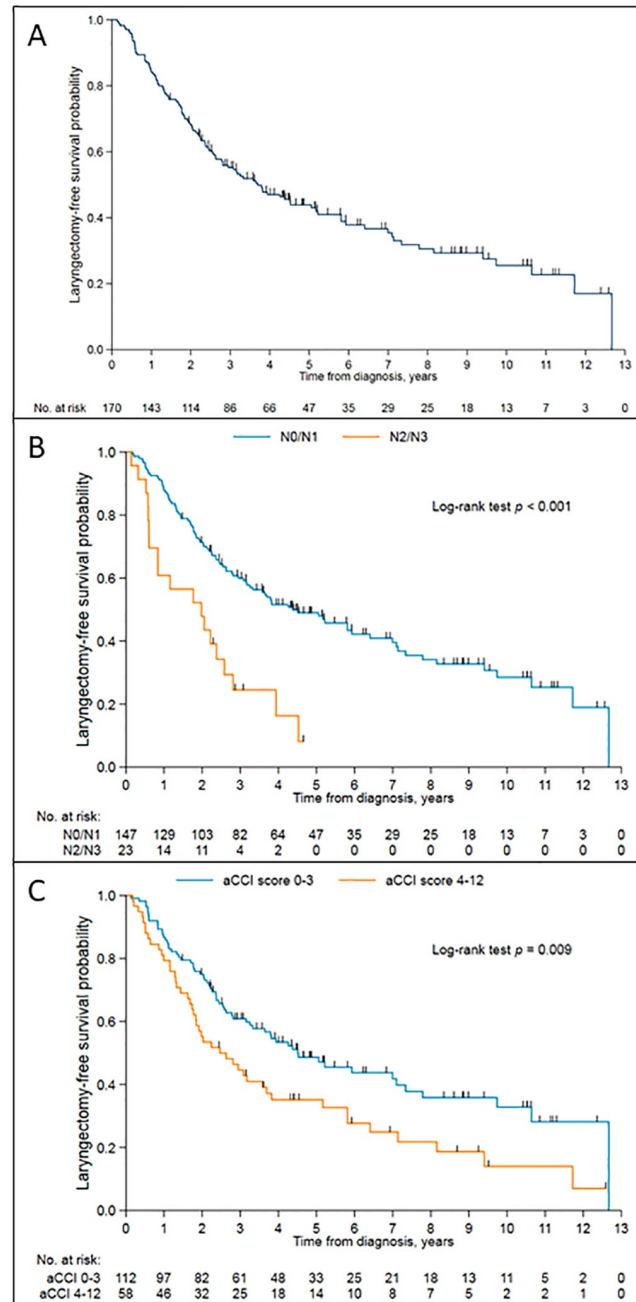 A
Laryngectomy-free survival probability
1.0
0.8
0.6
0.4
0.2
0.0
0 1 2 3 4 5 6 7 8 9 10 11 12 13
Time from diagnosis, years
No. at risk 170 143 114 86 66 47 35 29 25 18 13 7 3 0
B
N0/N1 N2/N3
Log-rank test p < 0.001
Laryngectomy-free survival probability
1.0
0.8
0.6
0.4
0.2
0.0
0 1 2 3 4 5 6 7 8 9 10 11 12 13
Time from diagnosis, years
No. at risk:
N0/N1 147 129 103 82 64 47 35 29 25 18 13 7 3 0
N2/N3 23 14 11 4 2 0 0 0 0 0 0 0 0 0
C
aCCI score 0-3 aCCI score 4-12
Log-rank test p = 0.009
Laryngectomy-free survival probability
1.0
0.8
0.6
0.4
0.2
0.0
0 1 2 3 4 5 6 7 8 9 10 11 12 13
Time from diagnosis, years
No. at risk:
aCCI 0-3 112 97 82 61 48 33 25 21 18 13 11 5 2 0
aCCI 4-12 58 46 32 25 18 14 10 8 7 5 2 2 1 0